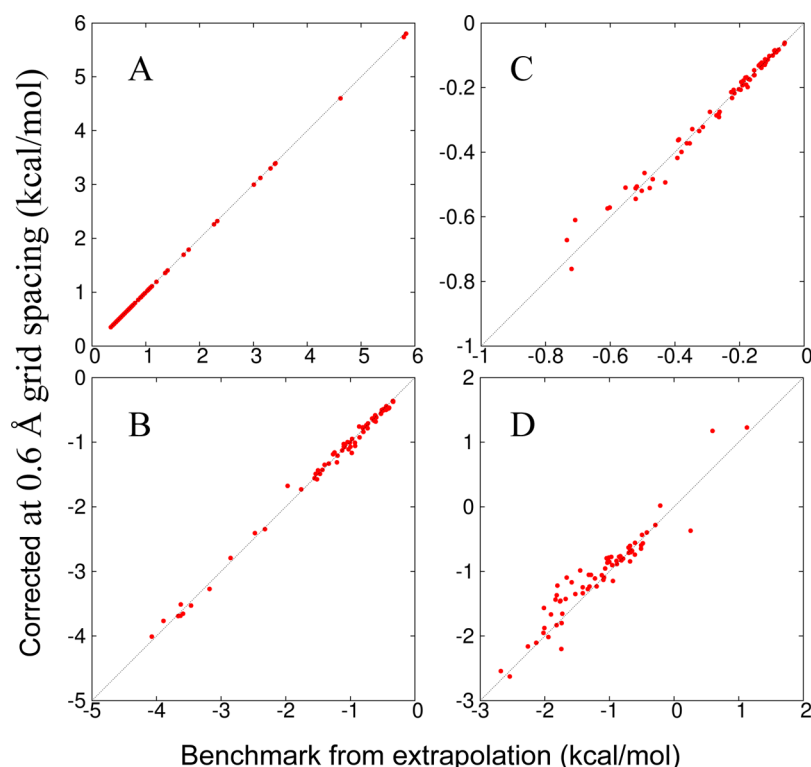 Corrected at 0.6 Å grid spacing (kcal/mol)
A
6
5
4
3
2
1
0
0 1 2 3 4 5 6
C
0
-0.2
-0.4
-0.6
-0.8
-1
-1 -0.8 -0.6 -0.4 -0.2 0
B
0
-1
-2
-3
-4
-5
-5 -4 -3 -2 -1 0
D
2
1
0
-1
-2
-3
-3 -2 -1 0 1 2
Benchmark from extrapolation (kcal/mol)